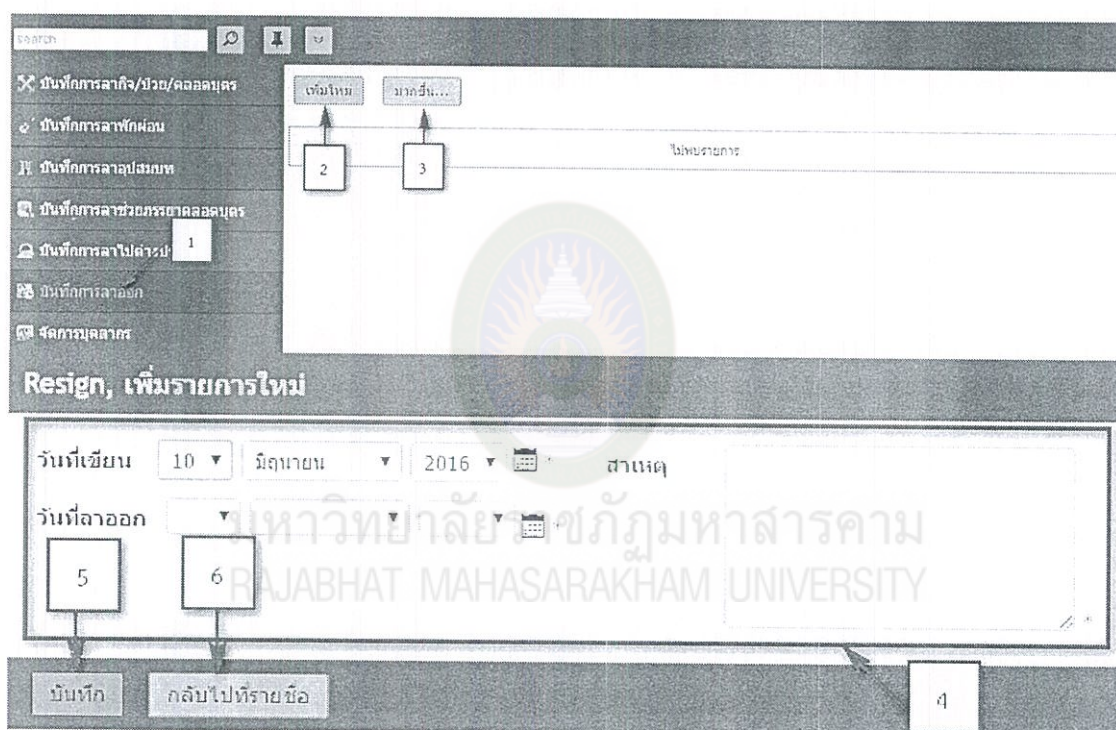 search
บันทึกการลากิจ/ป่วย/คลอดบุตร
บันทึกการลาพักผ่อน
บันทึกการลาอุปสมบท
บันทึกการลาช่วยภรรยาคลอดบุตร
บันทึกการลาไปต่างป
บันทึกการลาออก
จัดการบุคลากร
1
เพิ่มใหม่ มากขึ้น...
2 3
ไม่พบรายการ
Resign, เพิ่มรายการใหม่
วันที่เขียน 10 มิถุนายน 2016 * สาเหตุ
วันที่ลาออก *
มหาวิทยาลัยราชภัฏมหาสารคาม
RAJABHAT MAHASARAKHAM UNIVERSITY
5 6
*
บันทึก กลับไปที่รายชื่อ 4